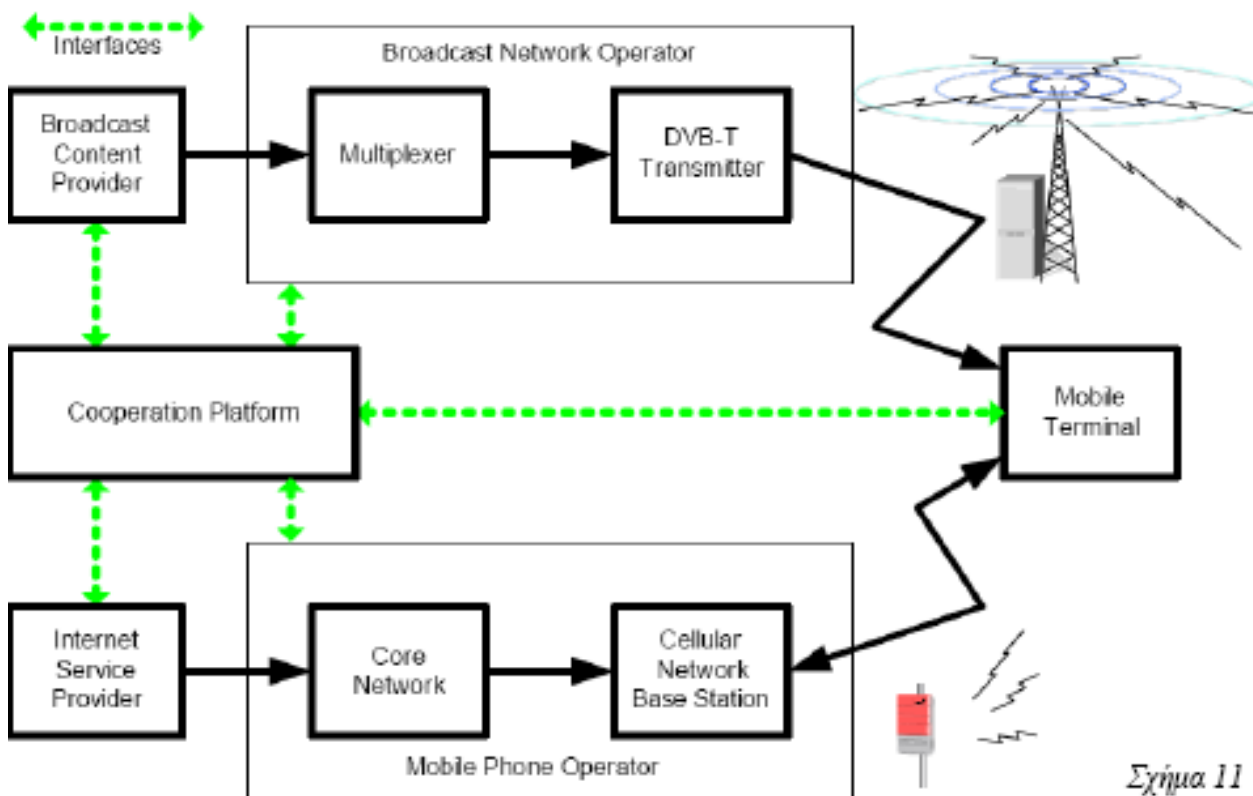 Interfaces
Broadcast Network Operator
Broadcast
Content
Provider
Multiplexer
DVB-T
Transmitter
Cooperation Platform
Mobile
Terminal
Internet
Service
Provider
Core
Network
Cellular
Network
Base Station
Mobile Phone Operator
Σχήμα 11